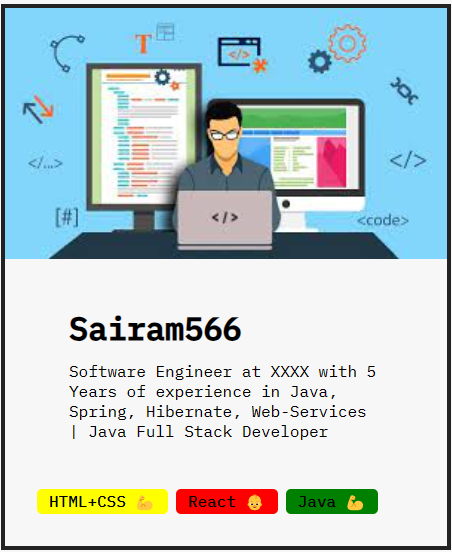 T
</>
</...>
</>
[#]
</>
<code>
Sairam566
Software Engineer at XXXX with 5
Years of experience in Java,
Spring, Hibernate, Web-Services
| Java Full Stack Developer
HTML+CSS 💪 React 👶 Java 💪